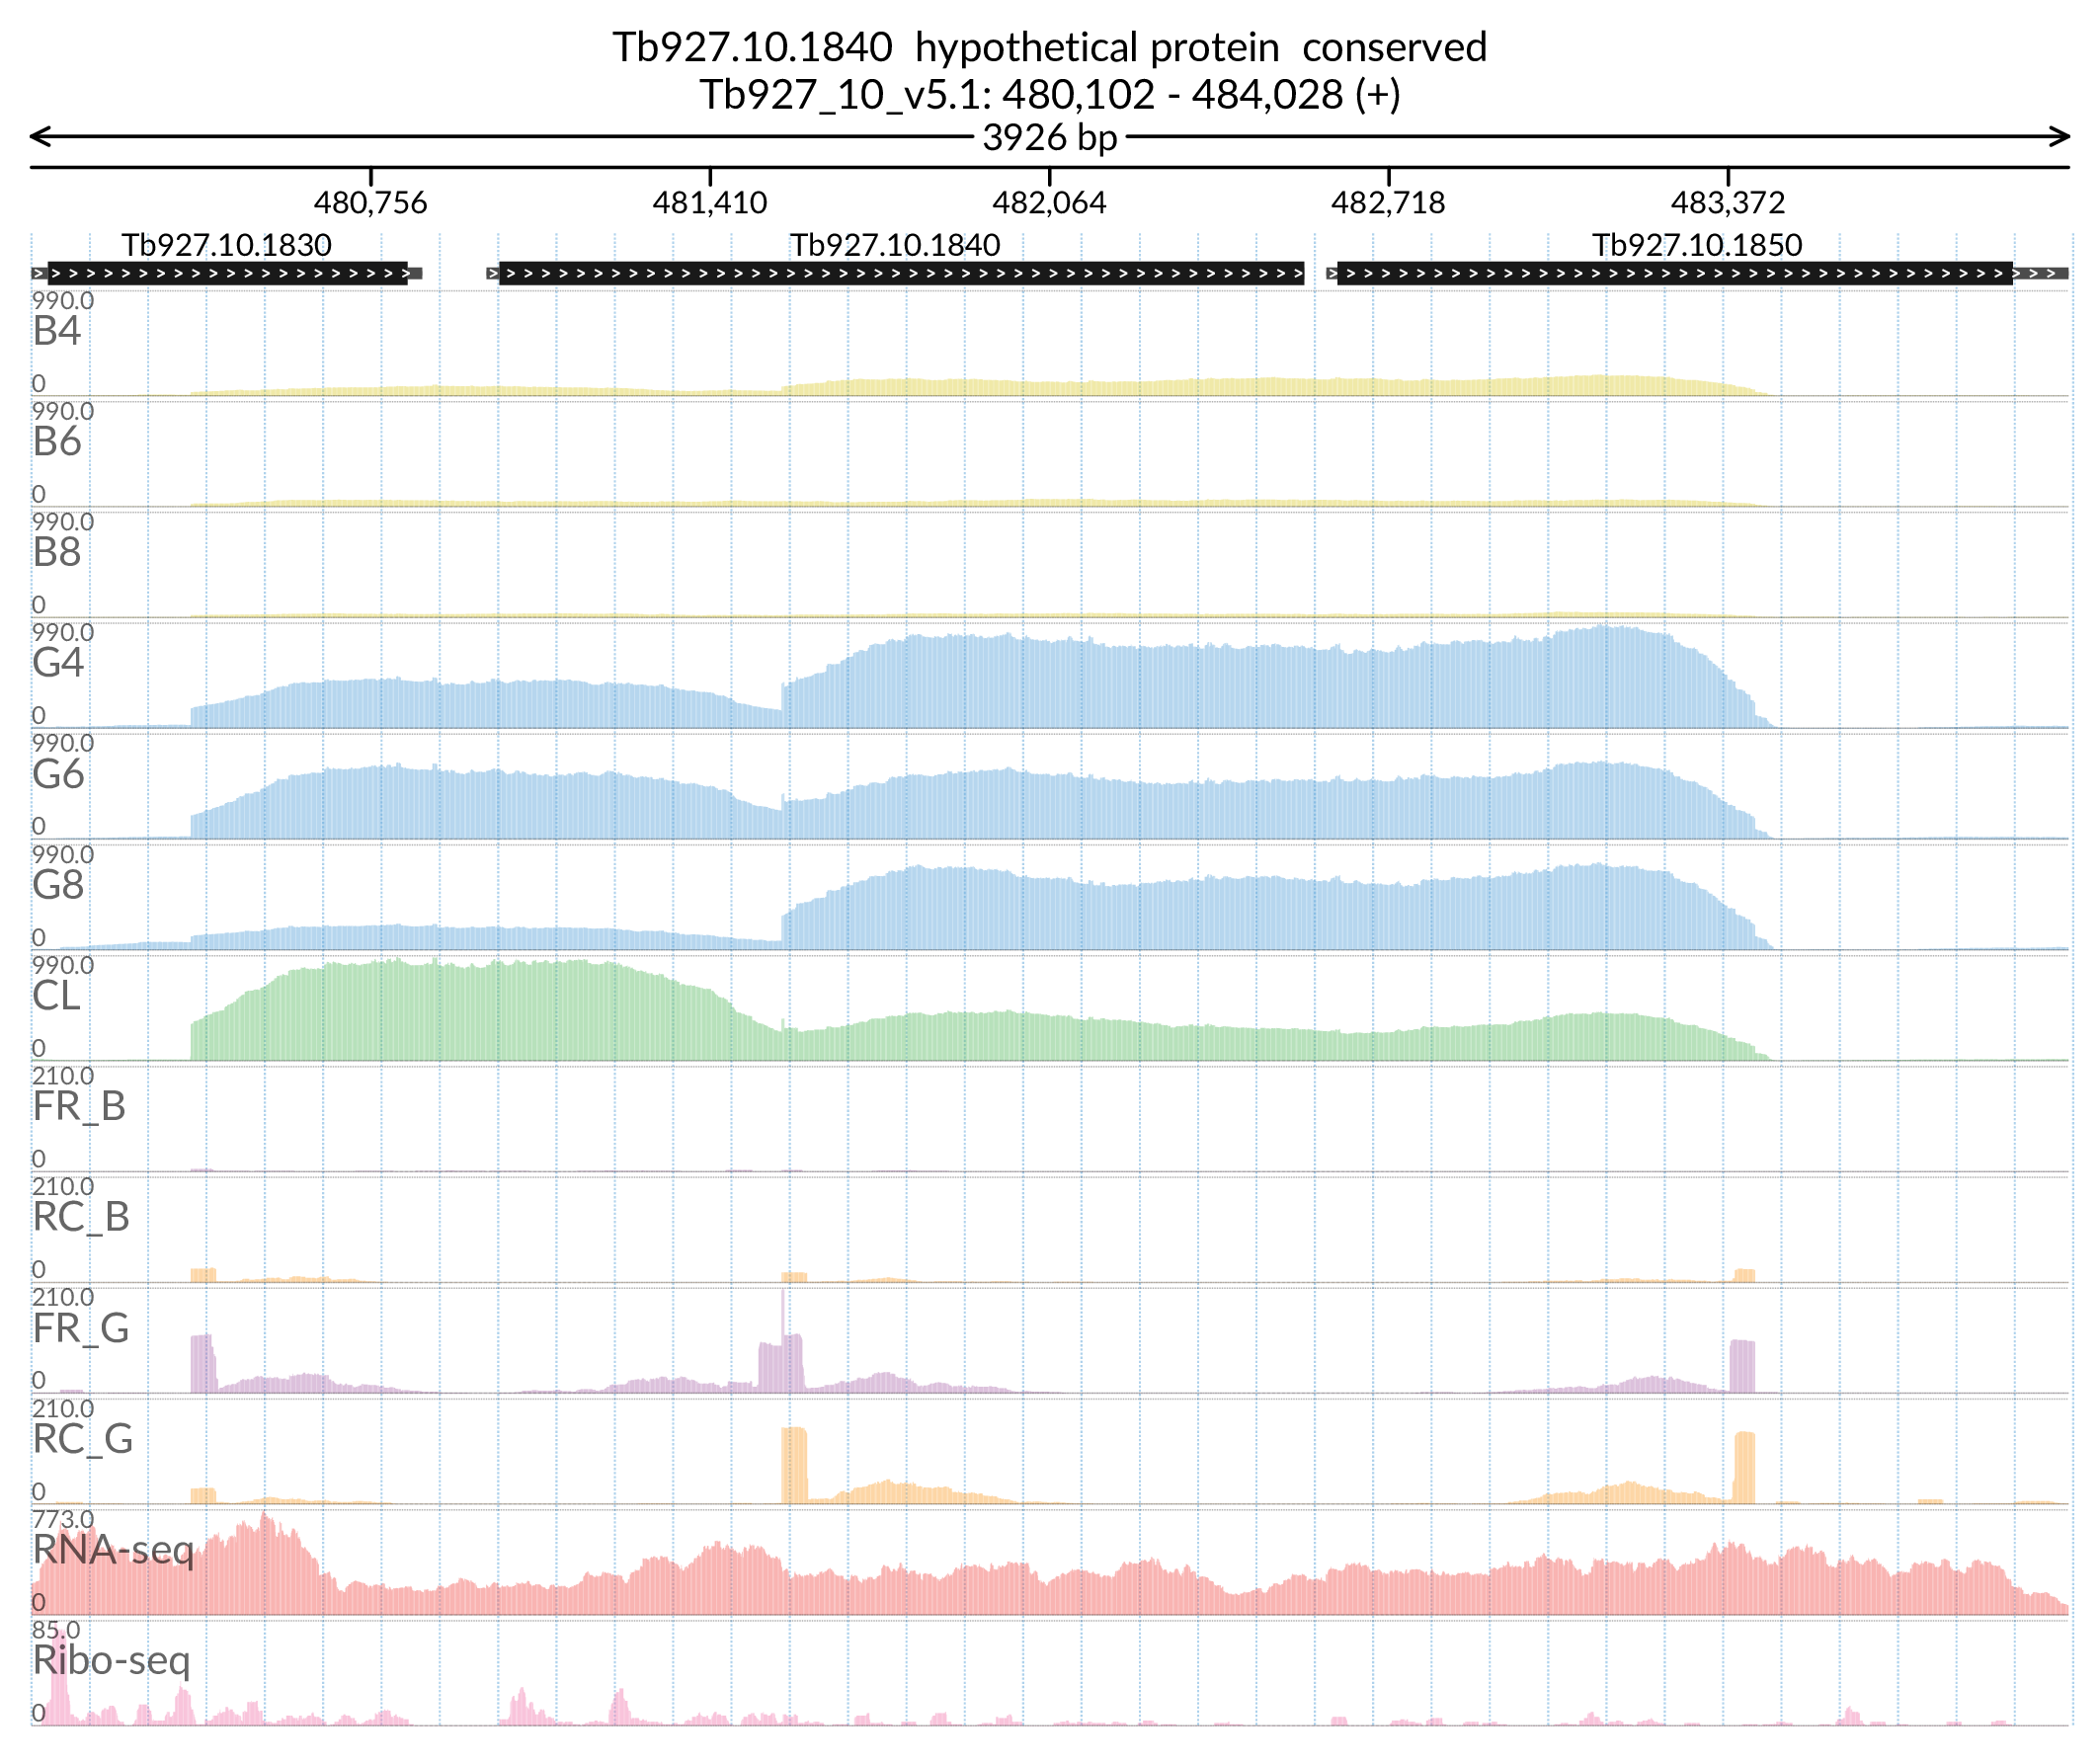 Tb927.10.1840 hypothetical protein conserved
Tb927_10_v5.1: 480,102 - 484,028 (+)
3926 bp
480,756 481,410 482,064 482,718 483,372
Tb927.10.1830 Tb927.10.1840 Tb927.10.1850
990.0
B4
0
990.0
B6
0
990.0
B8
0
990.0
G4
0
990.0
G6
0
990.0
G8
0
990.0
CL
0
210.0
FR_B
0
210.0
RC_B
0
210.0
FR_G
0
210.0
RC_G
0
773.0
RNA-seq
0
85.0
Ribo-seq
0